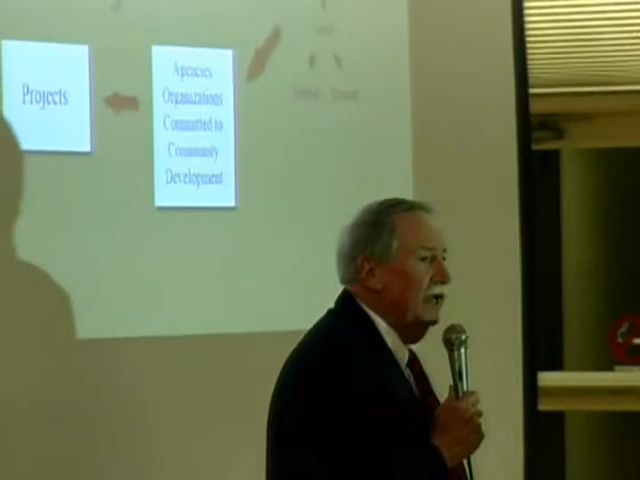 Projects
Agencies
Organizations
Committed to
Community
Development